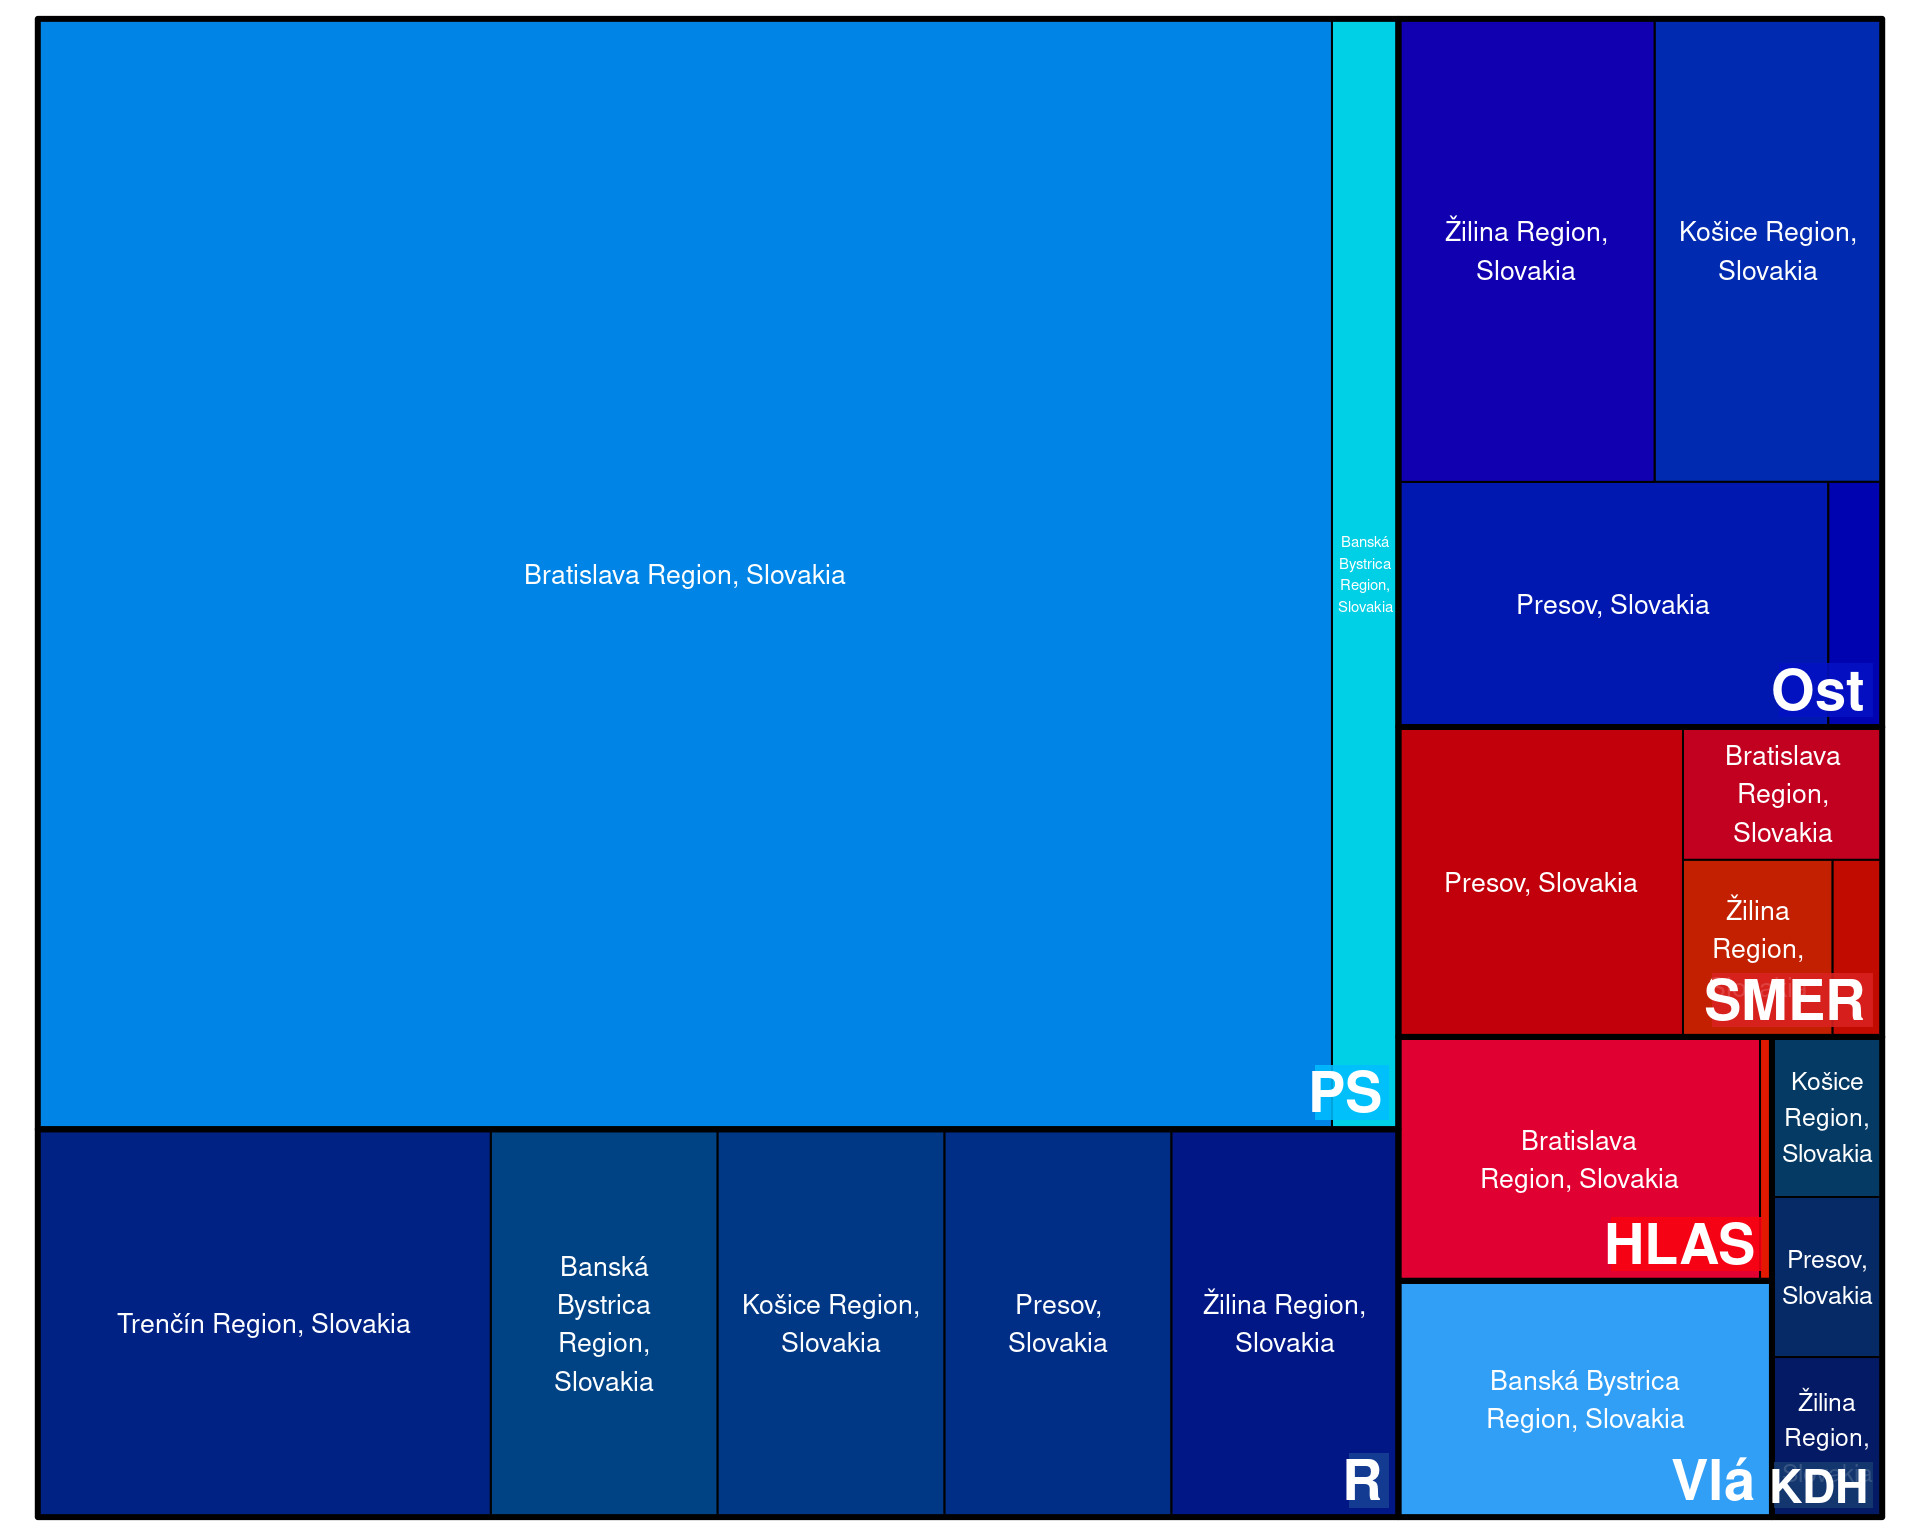 Bratislava Region, Slovakia
Banská
Bystrica
Region,
Slovakia
PS
Trenčín Region, Slovakia
Banská
Bystrica
Region,
Slovakia
Košice Region,
Slovakia
Presov,
Slovakia
Žilina Region,
Slovakia
R
Žilina Region,
Slovakia
Košice Region,
Slovakia
Presov, Slovakia
Ost
Presov, Slovakia
Bratislava
Region,
Slovakia
Žilina
Region,
SMER
Bratislava
Region, Slovakia
HLAS
Banská Bystrica
Region, Slovakia
Vlá
Košice
Region,
Slovakia
Presov,
Slovakia
Žilina
Region,
Slovakia
KDH